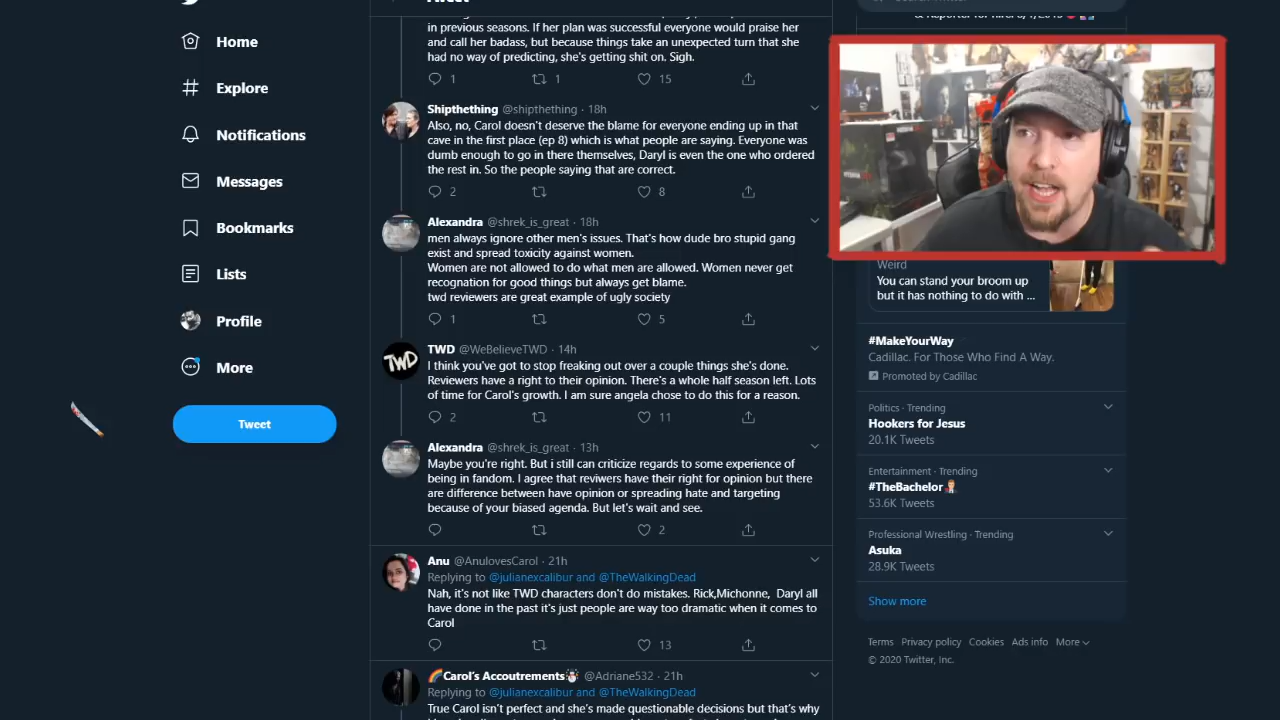 Tweet
Home
Explore
Notifications
Messages
Bookmarks
Lists
Profile
More
Tweet
in previous seasons. If her plan was successful everyone would praise her
and call her badass, but because things take an unexpected turn that she
had no way of predicting, she's getting shit on. Sigh.
1 1 15
Shipthething @shipthething · 18h
Also, no, Carol doesn't deserve the blame for everyone ending up in that
cave in the first place (ep 8) which is what people are saying. Everyone was
dumb enough to go in there themselves, Daryl is even the one who ordered
the rest in. So the people saying that are correct.
2 8
Alexandra @shrek_is_great · 18h
men always ignore other men's issues. That's how dude bro stupid gang
exist and spread toxicity against women.
Women are not allowed to do what men are allowed. Women never get
recognation for good things but always get blame.
twd reviewers are great example of ugly society
1 5
TWD
TWD @WeBelieveTWD · 14h
I think you've got to stop freaking out over a couple things she's done.
Reviewers have a right to their opinion. There's a whole half season left. Lots
of time for Carol's growth. I am sure angela chose to do this for a reason.
2 11
Alexandra @shrek_is_great · 13h
Maybe you're right. But i still can criticize regards to some experience of
being in fandom. I agree that reviwers have their right for opinion but there
are difference between have opinion or spreading hate and targeting
because of your biased agenda. But let's wait and see.
2
Anu @AnulovesCarol · 21h
Replying to @julianexcalibur and @TheWalkingDead
Nah, it's not like TWD characters don't do mistakes. Rick,Michonne, Daryl all
have done in the past it's just people are way too dramatic when it comes to
Carol
13
🌈Carol's Accoutrements☃ @Adriane532 · 21h
Replying to @julianexcalibur and @TheWalkingDead
True Carol isn't perfect and she's made questionable decisions but that's why
Weird
You can stand your broom up
but it has nothing to do with ...
#MakeYourWay
Cadillac. For Those Who Find A Way.
Promoted by Cadillac
Politics · Trending
Hookers for Jesus
20.1K Tweets
Entertainment · Trending
#TheBachelor
53.6K Tweets
Professional Wrestling · Trending
Asuka
28.9K Tweets
Show more
Terms Privacy policy Cookies Ads info More
© 2020 Twitter, Inc.